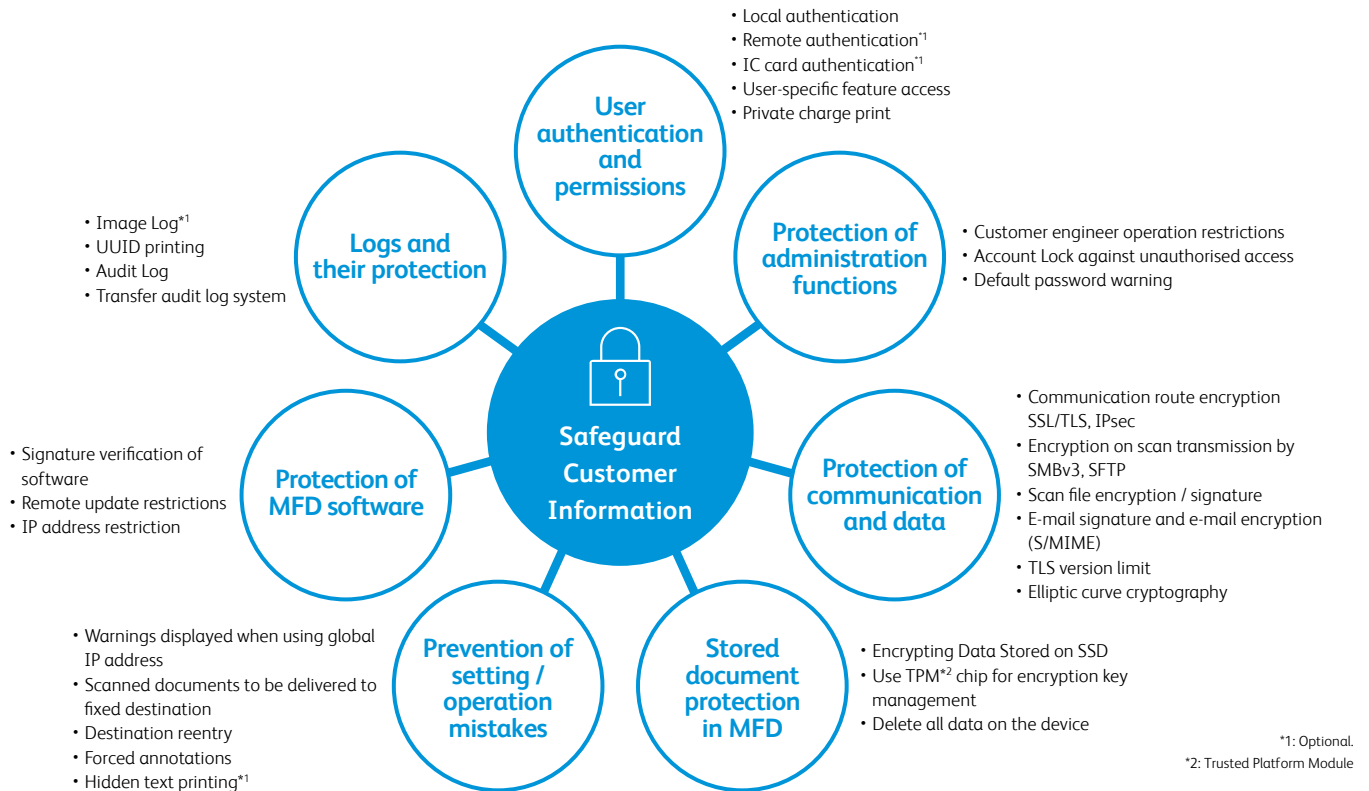 • Local authentication
• Remote authentication*1
• IC card authentication*1
• User-specific feature access
• Private charge print
User
authentication
and
permissions
• Image Log*1
• UUID printing
• Audit Log
• Transfer audit log system
Logs and
their protection
Protection of
administration
functions
• Customer engineer operation restrictions
• Account Lock against unauthorised access
• Default password warning
Safeguard
Customer
Information
• Signature verification of
software
• Remote update restrictions
• IP address restriction
Protection of
MFD software
Protection of
communication
and data
• Communication route encryption
SSL/TLS, IPsec
• Encryption on scan transmission by
SMBv3, SFTP
• Scan file encryption / signature
• E-mail signature and e-mail encryption
(S/MIME)
• TLS version limit
• Elliptic curve cryptography
• Warnings displayed when using global
IP address
• Scanned documents to be delivered to
fixed destination
• Destination reentry
• Forced annotations
• Hidden text printing*1
Prevention of
setting /
operation
mistakes
Stored
document
protection
in MFD
• Encrypting Data Stored on SSD
• Use TPM*2 chip for encryption key
management
• Delete all data on the device
*1: Optional.
*2: Trusted Platform Module